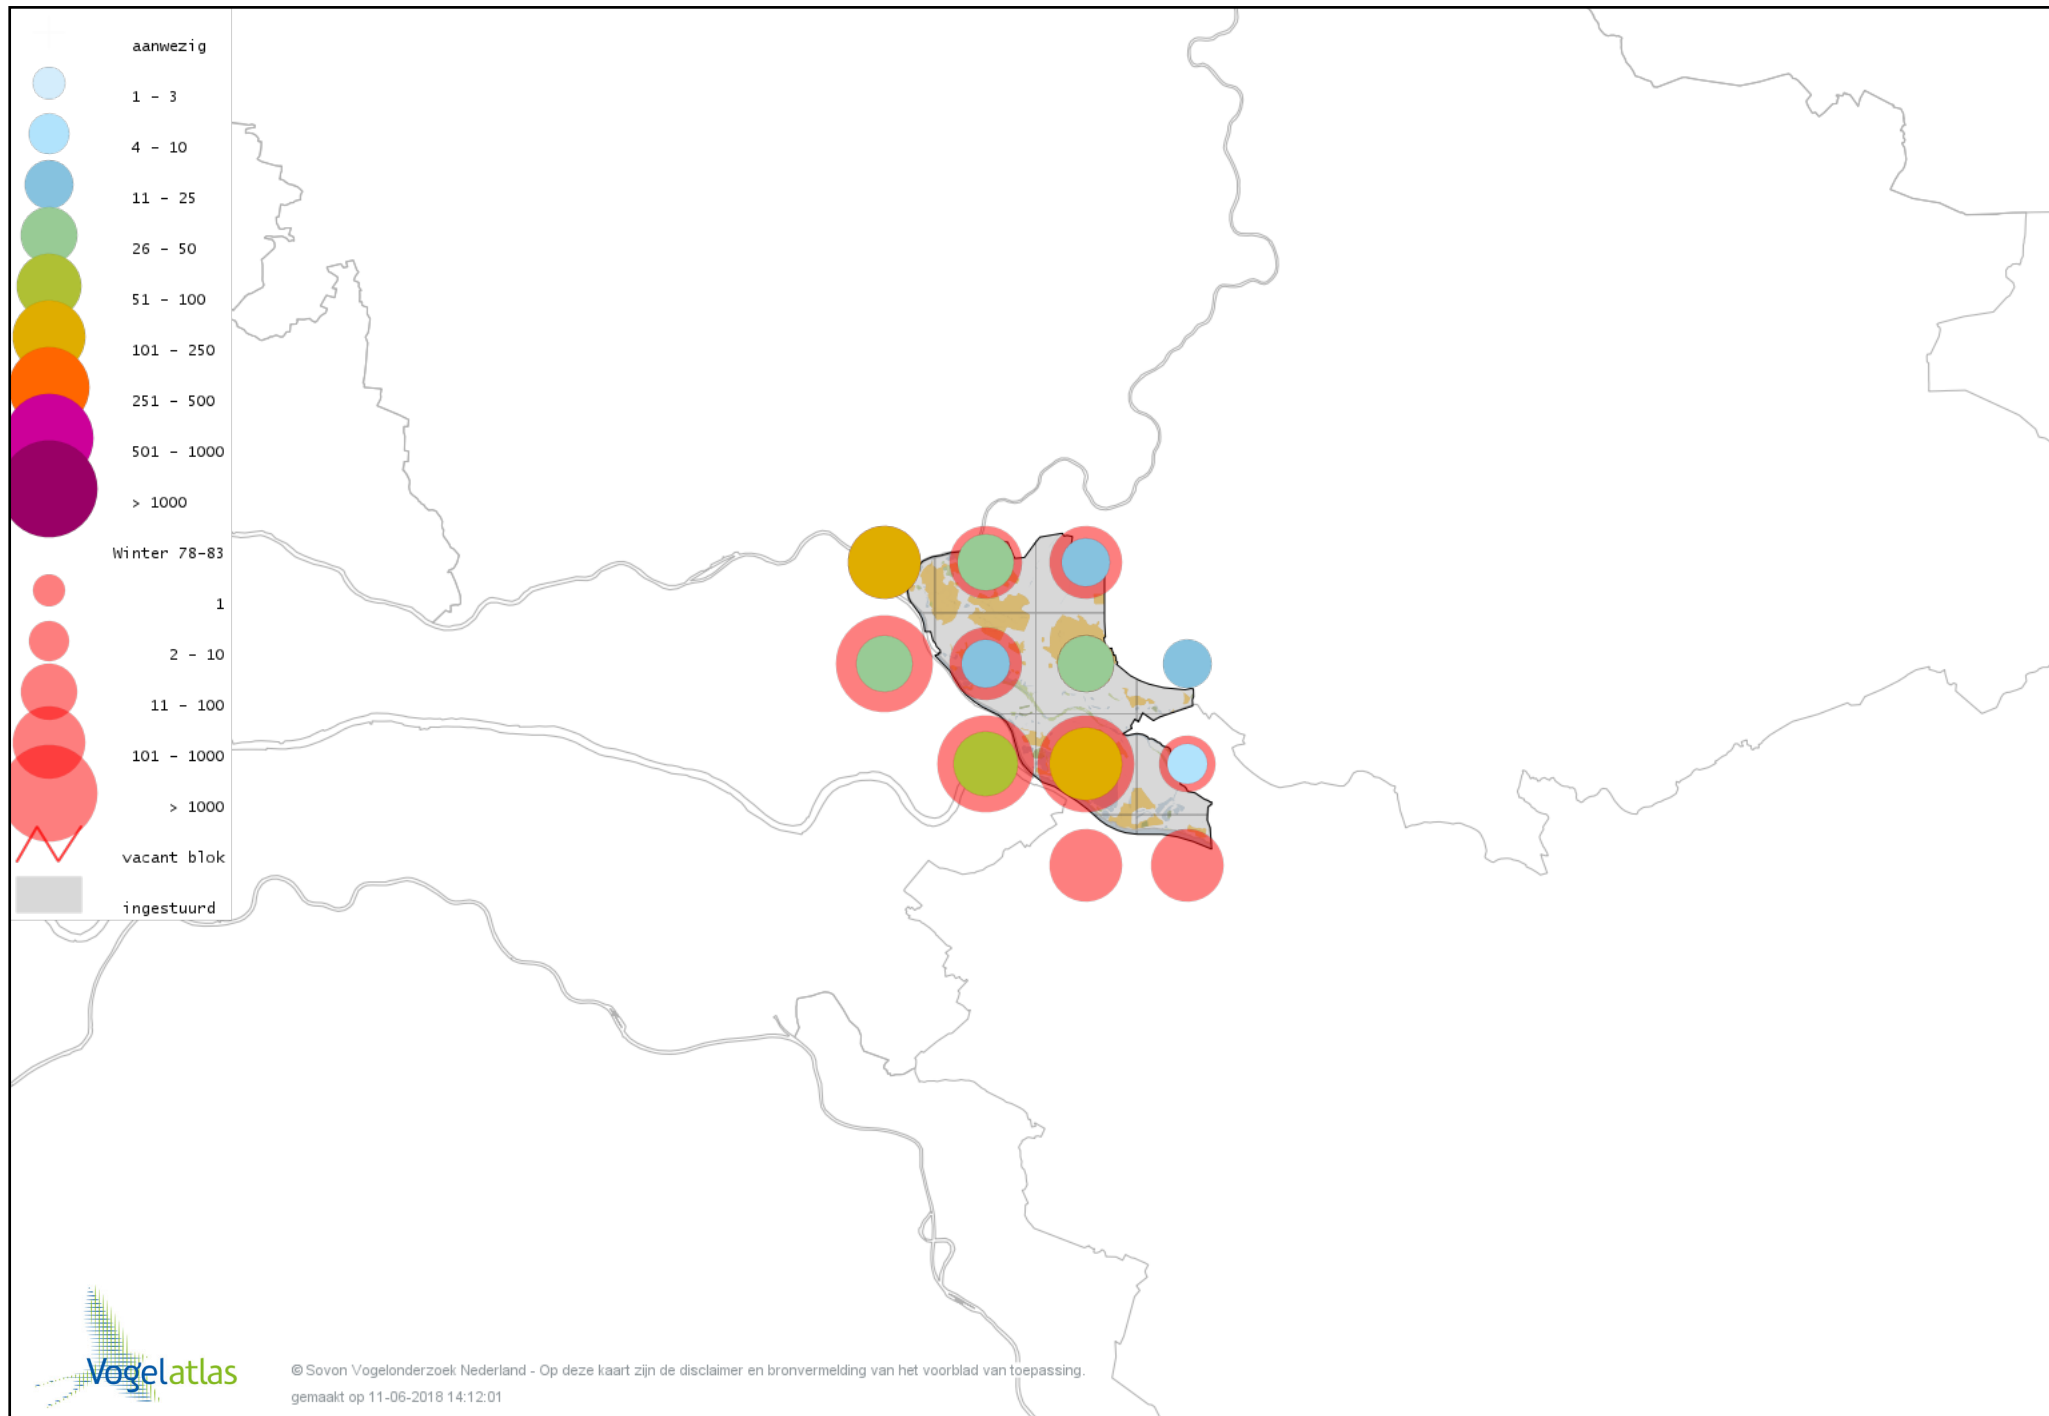 aanwezig
1 - 3
4 - 10
11 - 25
26 - 50
51 - 100
101 - 250
251 - 500
501 - 1000
> 1000
Winter 78-83
1
2 - 10
11 - 100
101 - 1000
> 1000
vacant blok
ingestuurd
Vogelatlas
© Sovon Vogelonderzoek Nederland - Op deze kaart zijn de disclaimer en bronvermelding van het voorblad van toepassing.
gemaakt op 11-06-2018 14:12:01